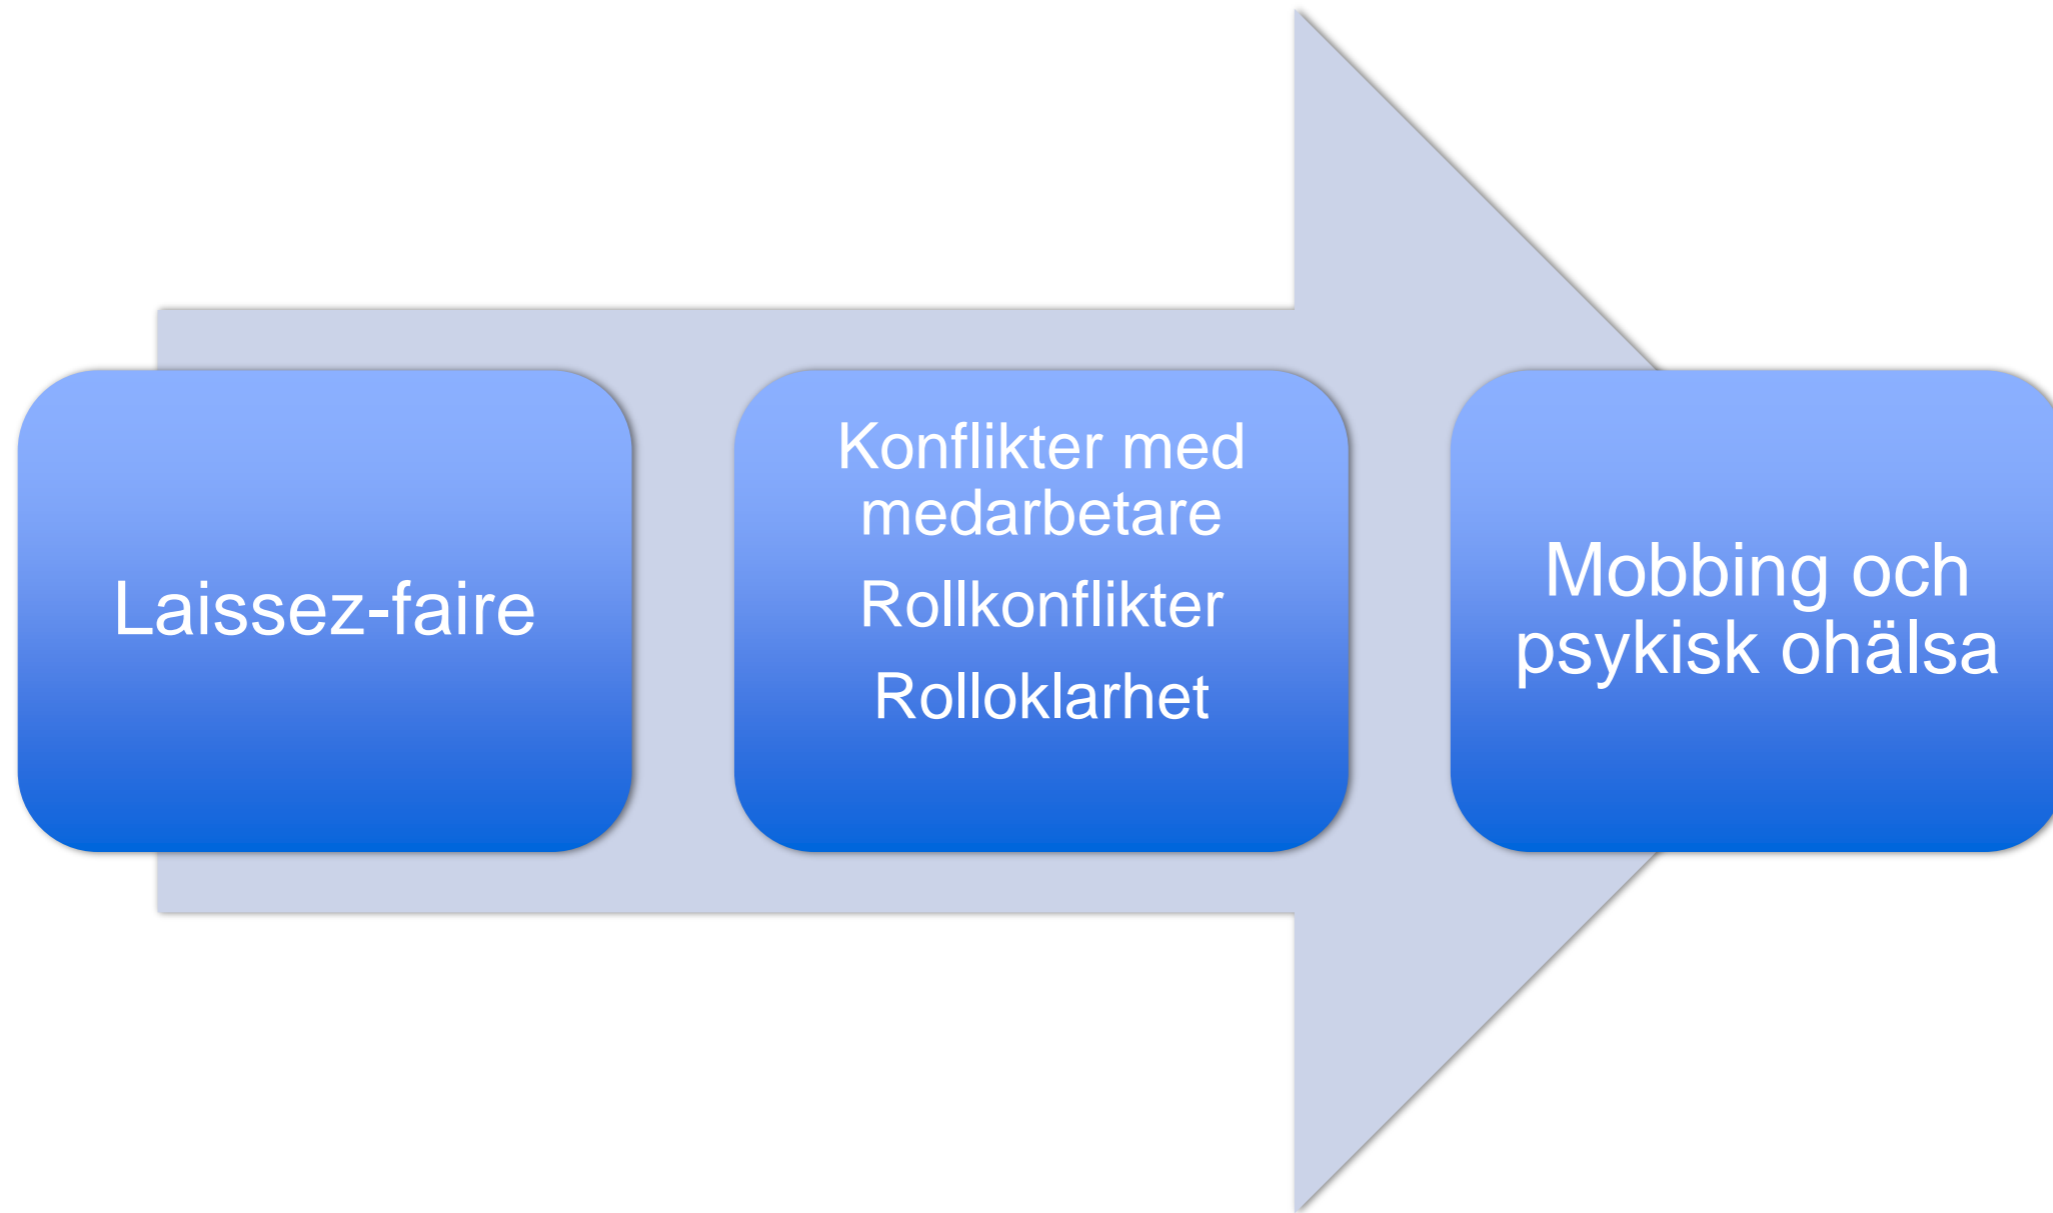 Laissez-faire
Konflikter med
medarbetare
Rollkonflikter
Rolloklarhet
Mobbing och
psykisk ohälsa